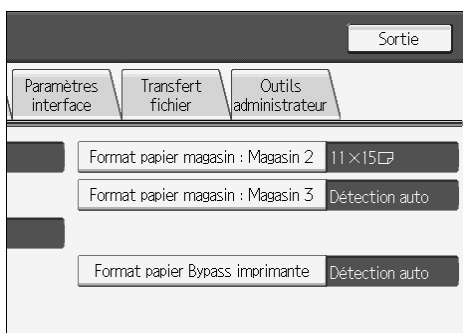 Sortie
Paramètres interface
Transfert fichier
Outils administrateur
Format papier magasin : Magasin 2 11×15
Format papier magasin : Magasin 3 Détection auto
Format papier Bypass imprimante Détection auto